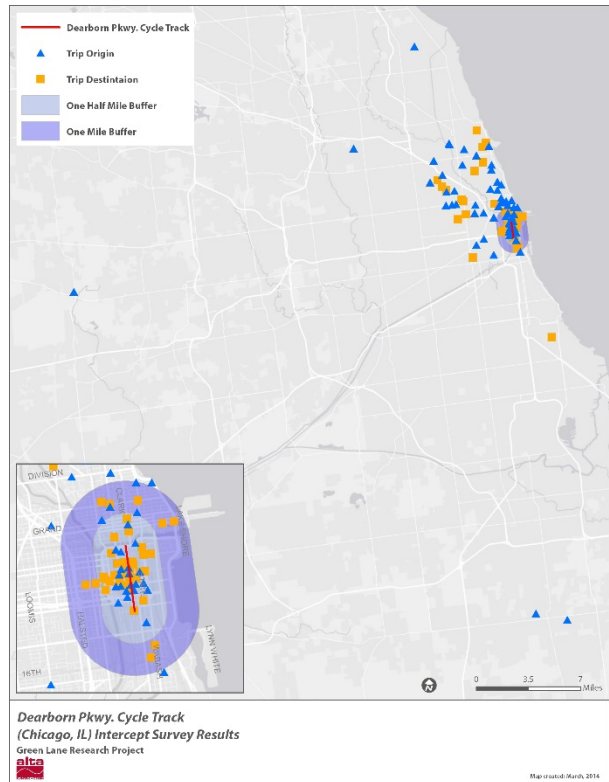 Dearborn Pkwy. Cycle Track
Trip Origin
Trip Destintaion
One Half Mile Buffer
One Mile Buffer
DIVISION
CLARK
GRAND
LAKE SHORE
LOOMIS
HALSTED
WABASH
LYNN WHITE
16TH
0 3.5 7
Miles
N
Dearborn Pkwy. Cycle Track
(Chicago, IL) Intercept Survey Results
Green Lane Research Project
alta
Map created: March, 2014